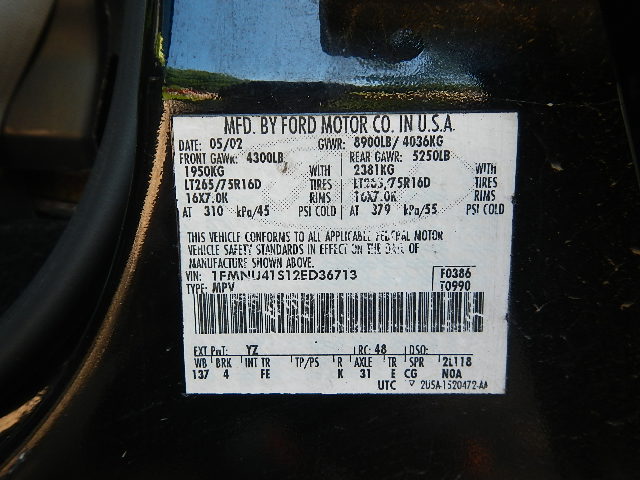 MFD. BY FORD MOTOR CO. IN U.S.A.
DATE: 05/02 GVWR: 8900LB/ 4036KG
FRONT GAWR: 4300LB REAR GAWR: 5250LB
1950KG WITH 2381KG WITH
LT265/75R16D TIRES LT265/75R16D TIRES
16X7.0K RIMS 16X7.0K RIMS
AT 310 kPa/45 PSI COLD AT 379 kPa/55 PSI COLD
THIS VEHICLE CONFORMS TO ALL APPLICABLE FEDERAL MOTOR
VEHICLE SAFETY STANDARDS IN EFFECT ON THE DATE OF
MANUFACTURE SHOWN ABOVE.
VIN: 1FMNU41S12ED36713 F0386
TYPE: MPV T0990
EXT PNT: YZ RC: 48 DSO:
WB BRK INT TR TP/PS R AXLE TR SPR 2L118
137 4 FE K 31 E CG N0A
UTC ▽ 2U5A-1520472-AA